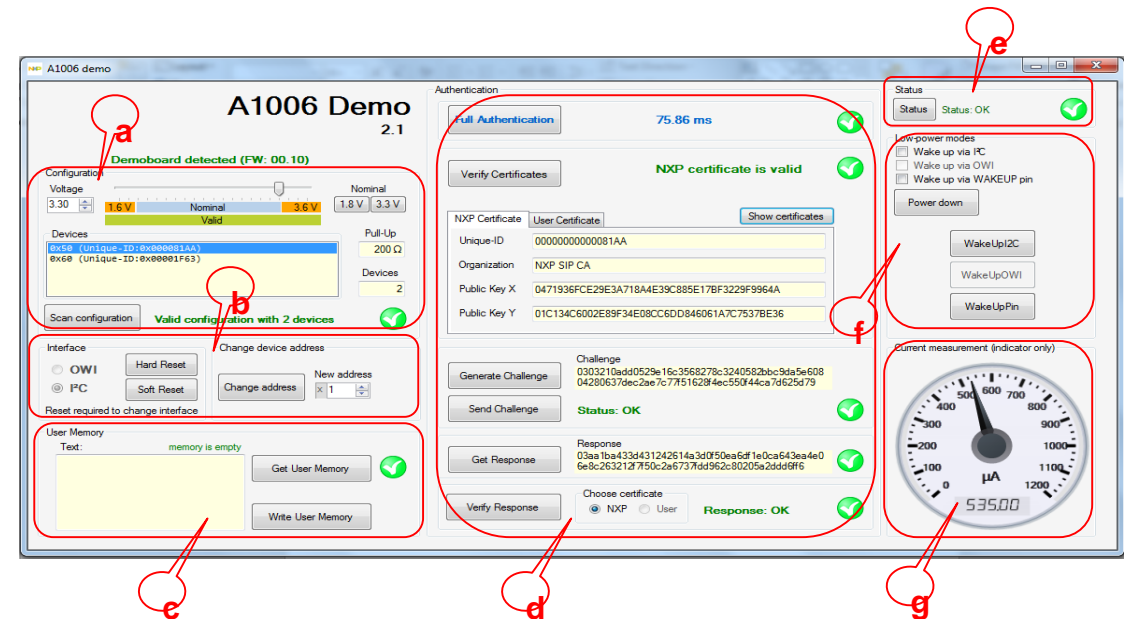 e
A1006 demo
A1006 Demo
2.1
a
Demoboard detected (FW: 00.10)
Configuration
Voltage
Nominal
3.30
1.6 V Nominal 3.6 V
1.8 V 3.3 V
Valid
Devices
0x50 (Unique-ID:0x000081AA)
0x60 (Unique-ID:0x00001F63)
Pull-Up
200 Ω
Devices
2
Scan configuration
Valid configuration with 2 devices
b
Interface
OWI
I²C
Hard Reset
Soft Reset
Reset required to change interface
Change device address
New address
Change address
× 1
User Memory
Text:
memory is empty
Get User Memory
Write User Memory
c
Authentication
Full Authentication
75.86 ms
Verify Certificates
NXP certificate is valid
NXP Certificate
User Certificate
Show certificates
Unique-ID
00000000000081AA
Organization
NXP SIP CA
Public Key X
0471936FCE29E3A718A4E39C885E17BF3229F9964A
Public Key Y
01C134C6002E89F34E08CC6DD846061A7C7537BE36
Generate Challenge
Challenge
0303210add0529e16c3568278c3240582bbc9da5e608
04280637dec2ae7c77f51628f4ec550f44ca7d625d79
Send Challenge
Status: OK
Get Response
Response
03aa1ba433d431242614a3d0f50ea6df1e0ca643ea4e0
6e8c263212f7f50c2a6737fdd962c80205a2ddd6ff6
Verify Response
Choose certificate
NXP
User
Response: OK
d
Status
Status
Status: OK
Low-power modes
Wake up via I²C
Wake up via OWI
Wake up via WAKEUP pin
Power down
WakeUpI2C
WakeUpOWI
WakeUpPin
f
Current measurement (indicator only)
0
100
200
300
400
500
600
700
800
900
1000
1100
1200
µA
535.00
g